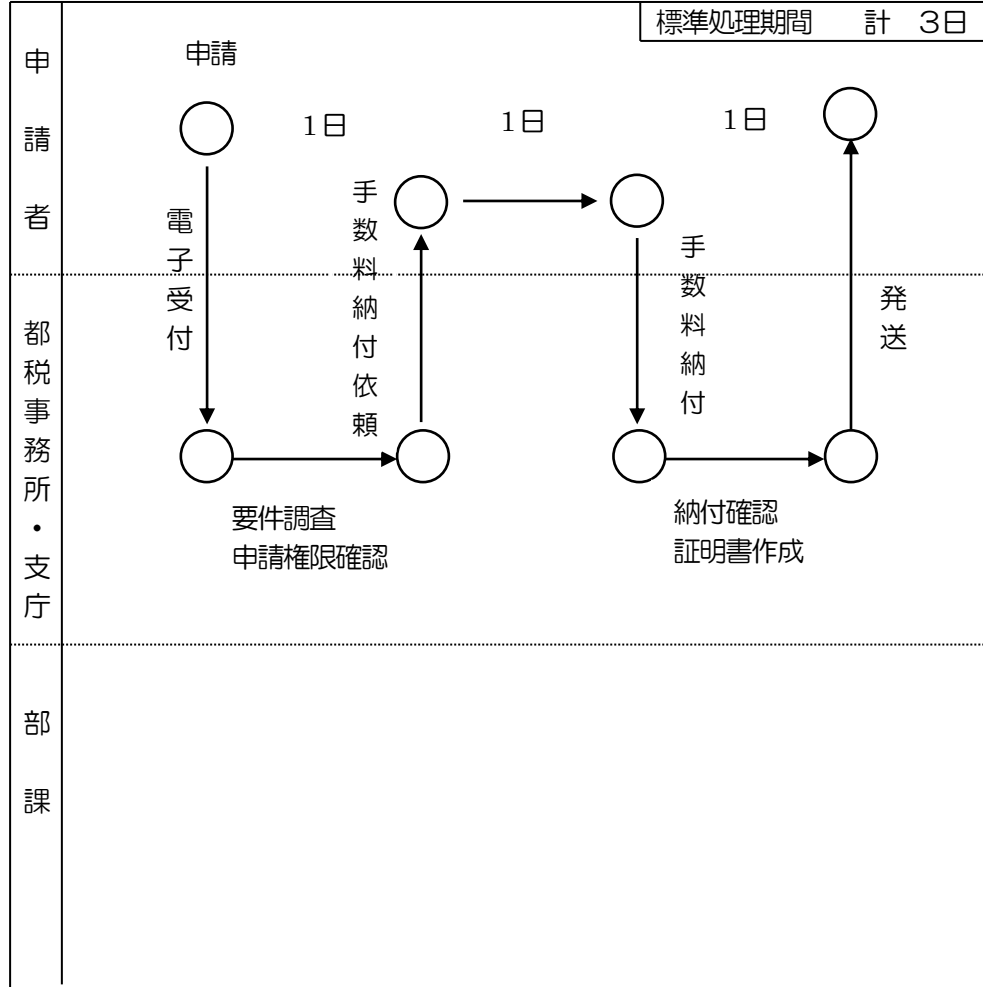 標準処理期間　計　3日
申請者
申請
1日
1日
1日
電子受付
手数料納付依頼
手数料納付
発送
都税事務所・支庁
要件調査
申請権限確認
納付確認
証明書作成
部課